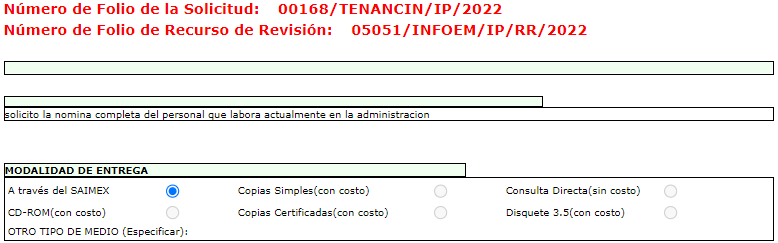 Número de Folio de la Solicitud: 00168/TENANCIN/IP/2022
Número de Folio de Recurso de Revisión: 05051/INFOEM/IP/RR/2022
solicito la nomina completa del personal que labora actualmente en la administracion
MODALIDAD DE ENTREGA
A través del SAIMEX Copias Simples(con costo) Consulta Directa(sin costo)
CD-ROM(con costo) Copias Certificadas(con costo) Disquete 3.5(con costo)
OTRO TIPO DE MEDIO (Especificar):